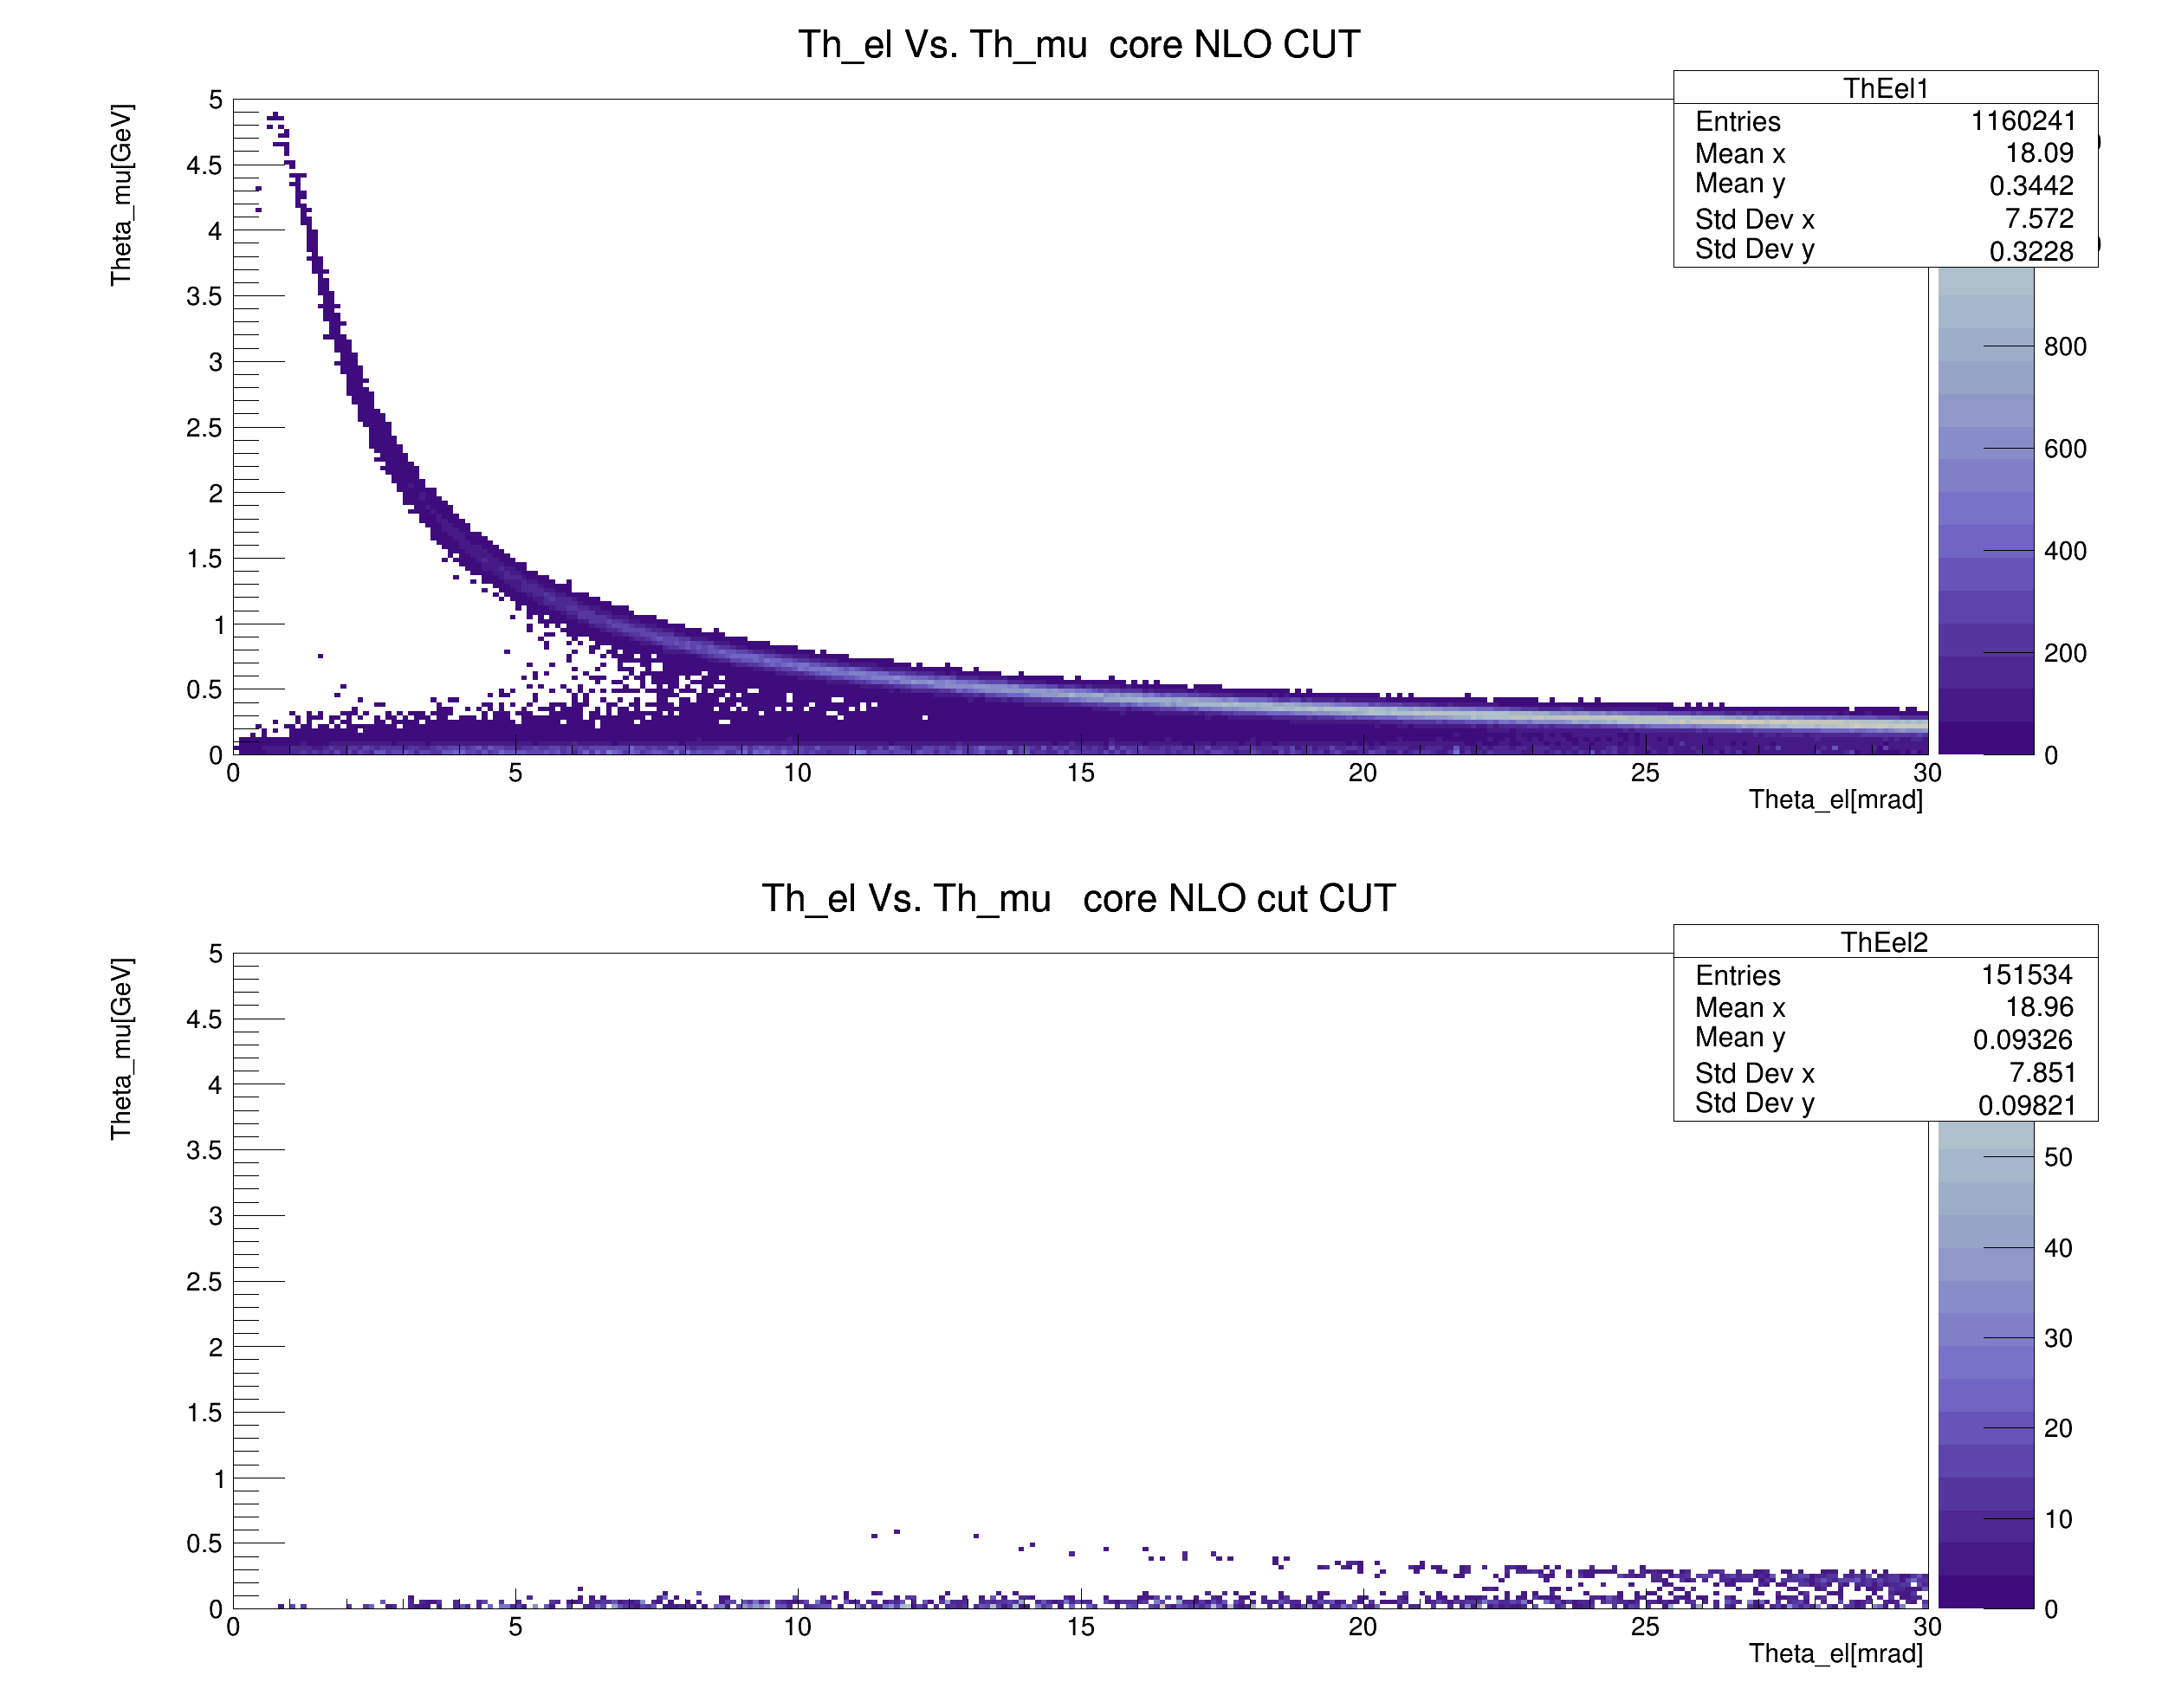 Th_el Vs. Th_mu  core NLO CUT
Theta_mu[GeV]
5
4.5
4
3.5
3
2.5
2
1.5
1
0.5
0
0 5 10 15 20 25 30
Theta_el[mrad]
ThEel1
Entries 1160241
Mean x 18.09
Mean y 0.3442
Std Dev x 7.572
Std Dev y 0.3228
800
600
400
200
0
Th_el Vs. Th_mu   core NLO cut CUT
Theta_mu[GeV]
5
4.5
4
3.5
3
2.5
2
1.5
1
0.5
0
0 5 10 15 20 25 30
Theta_el[mrad]
ThEel2
Entries 151534
Mean x 18.96
Mean y 0.09326
Std Dev x 7.851
Std Dev y 0.09821
50
40
30
20
10
0